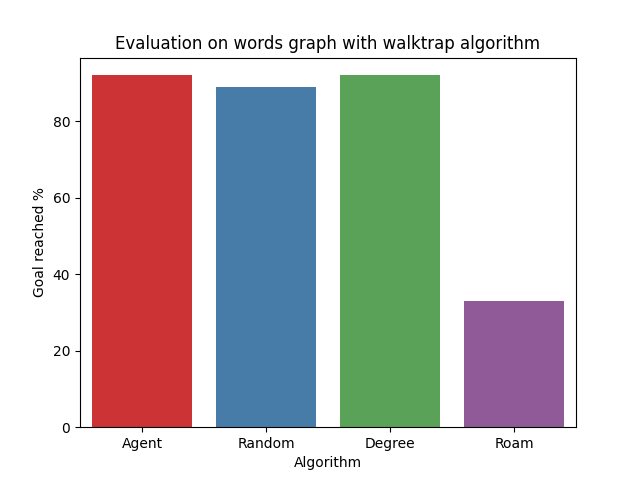 Evaluation on words graph with walktrap algorithm
Goal reached %
80
60
40
20
0
Agent
Random
Degree
Roam
Algorithm